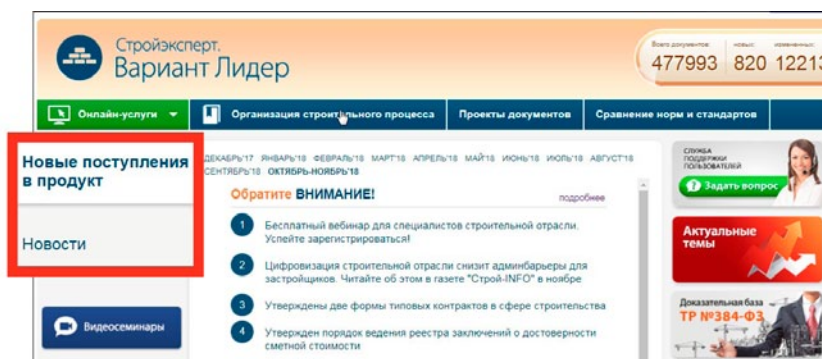 Стройэксперт.
Вариант Лидер
Всего документов: новых: измененных:
477993 820 12213
Онлайн-услуги
Организация строительного процесса
Проекты документов
Сравнение норм и стандартов
Новые поступления
в продукт
Новости
Видеосеминары
ДЕКАБРЬ'17 ЯНВАРЬ'18 ФЕВРАЛЬ'18 МАРТ'18 АПРЕЛЬ'18 МАЙ'18 ИЮНЬ'18 ИЮЛЬ'18 АВГУСТ'18
СЕНТЯБРЬ'18 ОКТЯБРЬ-НОЯБРЬ'18
Обратите ВНИМАНИЕ!
подробнее
1 Бесплатный вебинар для специалистов строительной отрасли.
Успейте зарегистрироваться!
2 Цифровизация строительной отрасли снизит админбарьеры для
застройщиков. Читайте об этом в газете "Строй-INFO" в ноябре
3 Утверждены две формы типовых контрактов в сфере строительства
4 Утвержден порядок ведения реестра заключений о достоверности
сметной стоимости
СЛУЖБА
ПОДДЕРЖКИ
ПОЛЬЗОВАТЕЛЕЙ
Задать вопрос
Актуальные
темы
Доказательная база
ТР №384-ФЗ